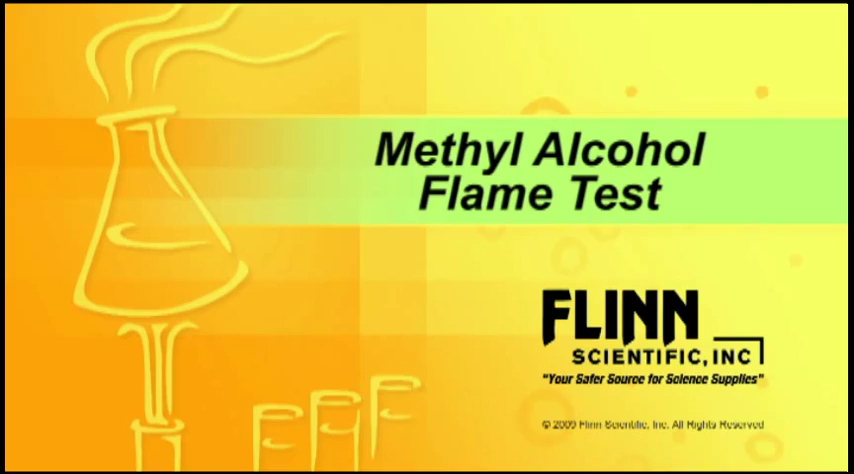 Methyl Alcohol
Flame Test
FLINN
SCIENTIFIC, INC
"Your Safer Source for Science Supplies"
© 2009 Flinn Scientific, Inc. All Rights Reserved